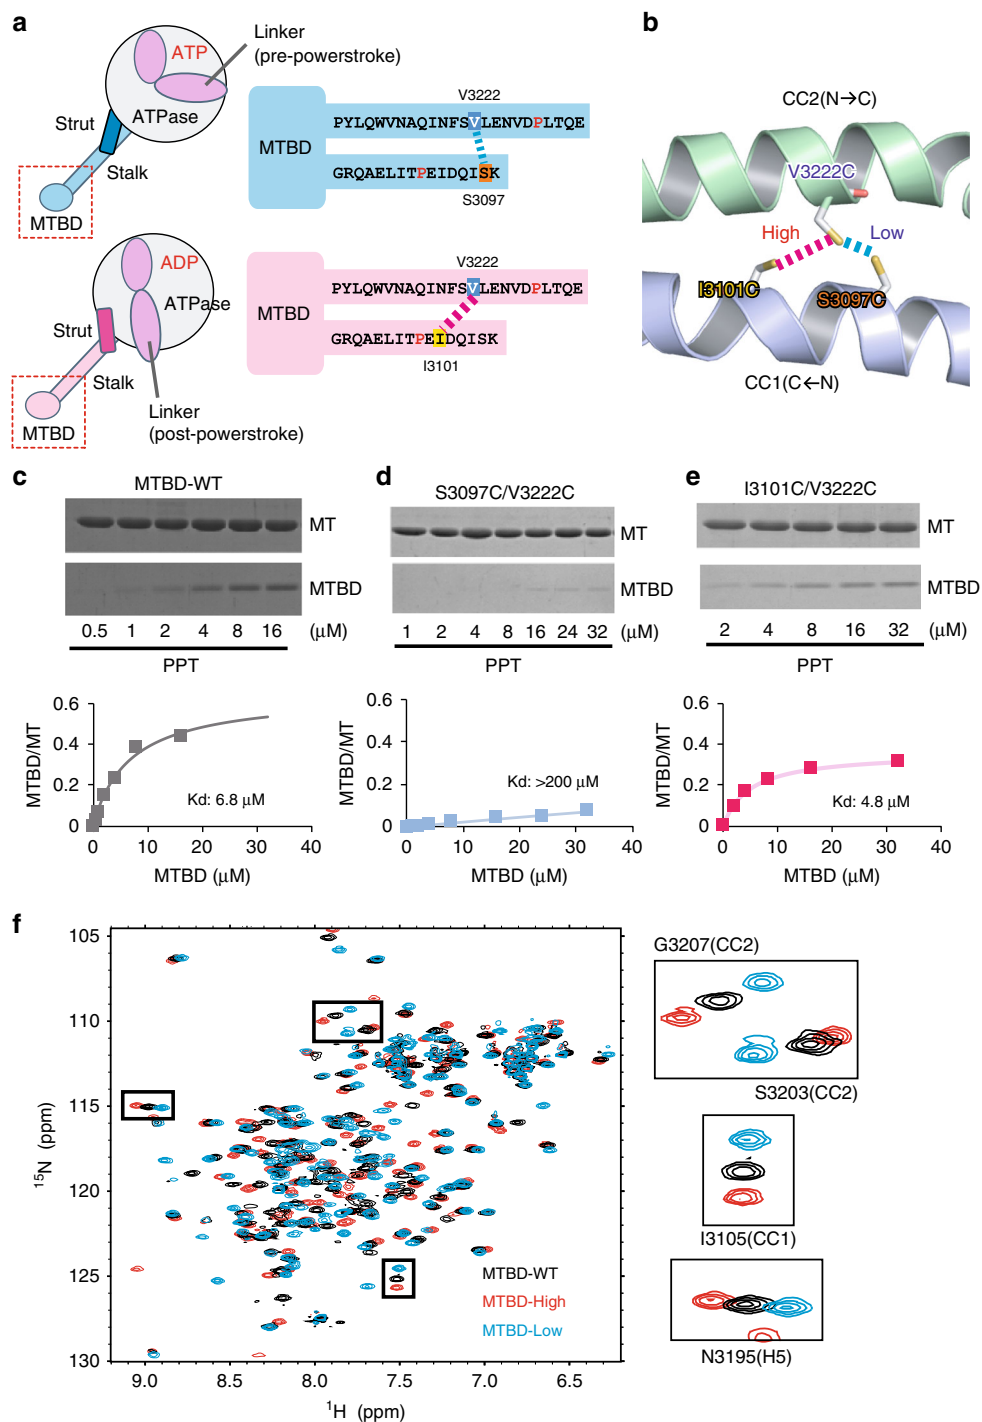 a
Linker
(pre-powerstroke)
ATP
ATPase
Strut
Stalk
MTBD
V3222
PYLQWVNAQINFSVLENVDPLTQE
MTBD
GRQAELITPEIDQISK
S3097
ADP
ATPase
Strut
Stalk
MTBD
Linker
(post-powerstroke)
V3222
PYLQWVNAQINFSVLENVDPLTQE
MTBD
GRQAELITPEIDQISK
I3101
b
CC2(N→C)
V3222C
High
Low
I3101C
S3097C
CC1(C←N)
c
MTBD-WT
MT
MTBD
0.5 1 2 4 8 16 (μM)
PPT
0.6
0.4
0.2
0
MTBD/MT
Kd: 6.8 μM
0 10 20 30 40
MTBD (μM)
d
S3097C/V3222C
MT
MTBD
1 2 4 8 16 24 32 (μM)
PPT
0.6
0.4
0.2
0
MTBD/MT
Kd: >200 μM
0 10 20 30 40
MTBD (μM)
e
I3101C/V3222C
MT
MTBD
2 4 8 16 32 (μM)
PPT
0.6
0.4
0.2
0
MTBD/MT
Kd: 4.8 μM
0 10 20 30 40
MTBD (μM)
f
105
110
115
120
125
130
15N (ppm)
9.0 8.5 8.0 7.5 7.0 6.5
1H (ppm)
MTBD-WT
MTBD-High
MTBD-Low
G3207(CC2)
S3203(CC2)
I3105(CC1)
N3195(H5)